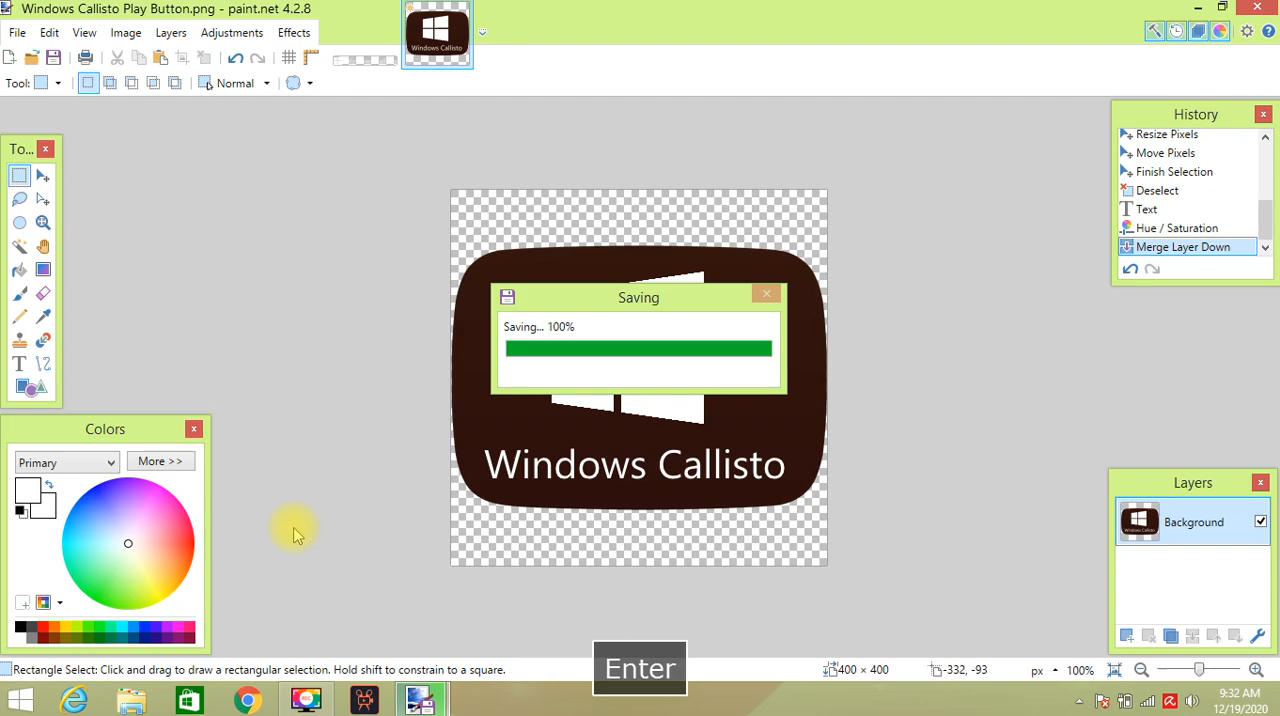 Windows Callisto Play Button.png - paint.net 4.2.8
File Edit View Image Layers Adjustments Effects
Windows Callisto
Tool: Normal
To...
History
Resize Pixels
Move Pixels
Finish Selection
Deselect
Text
Hue / Saturation
Merge Layer Down
Saving
Saving... 100%
Windows Callisto
Colors
Primary
More >>
Layers
Background
Enter
Rectangle Select: Click and drag to draw a rectangular selection. Hold shift to constrain to a square.
400 × 400
-332, -93
px
100%
9:32 AM
12/19/2020